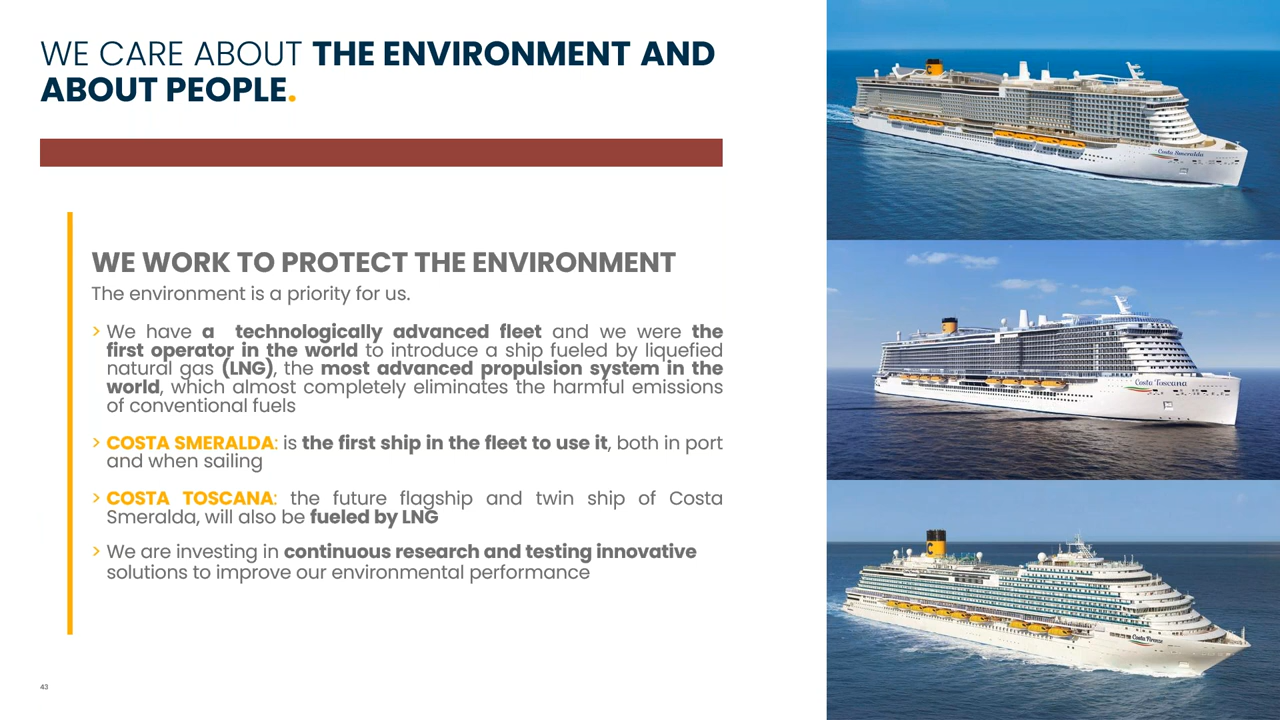 WE CARE ABOUT THE ENVIRONMENT AND
ABOUT PEOPLE.
WE WORK TO PROTECT THE ENVIRONMENT
The environment is a priority for us.
> We have a technologically advanced fleet and we were the
first operator in the world to introduce a ship fueled by liquefied
natural gas (LNG), the most advanced propulsion system in the
world, which almost completely eliminates the harmful emissions
of conventional fuels
> COSTA SMERALDA: is the first ship in the fleet to use it, both in port
and when sailing
> COSTA TOSCANA: the future flagship and twin ship of Costa
Smeralda, will also be fueled by LNG
> We are investing in continuous research and testing innovative
solutions to improve our environmental performance
43
Costa Smeralda
Costa Toscana
Costa Firenze